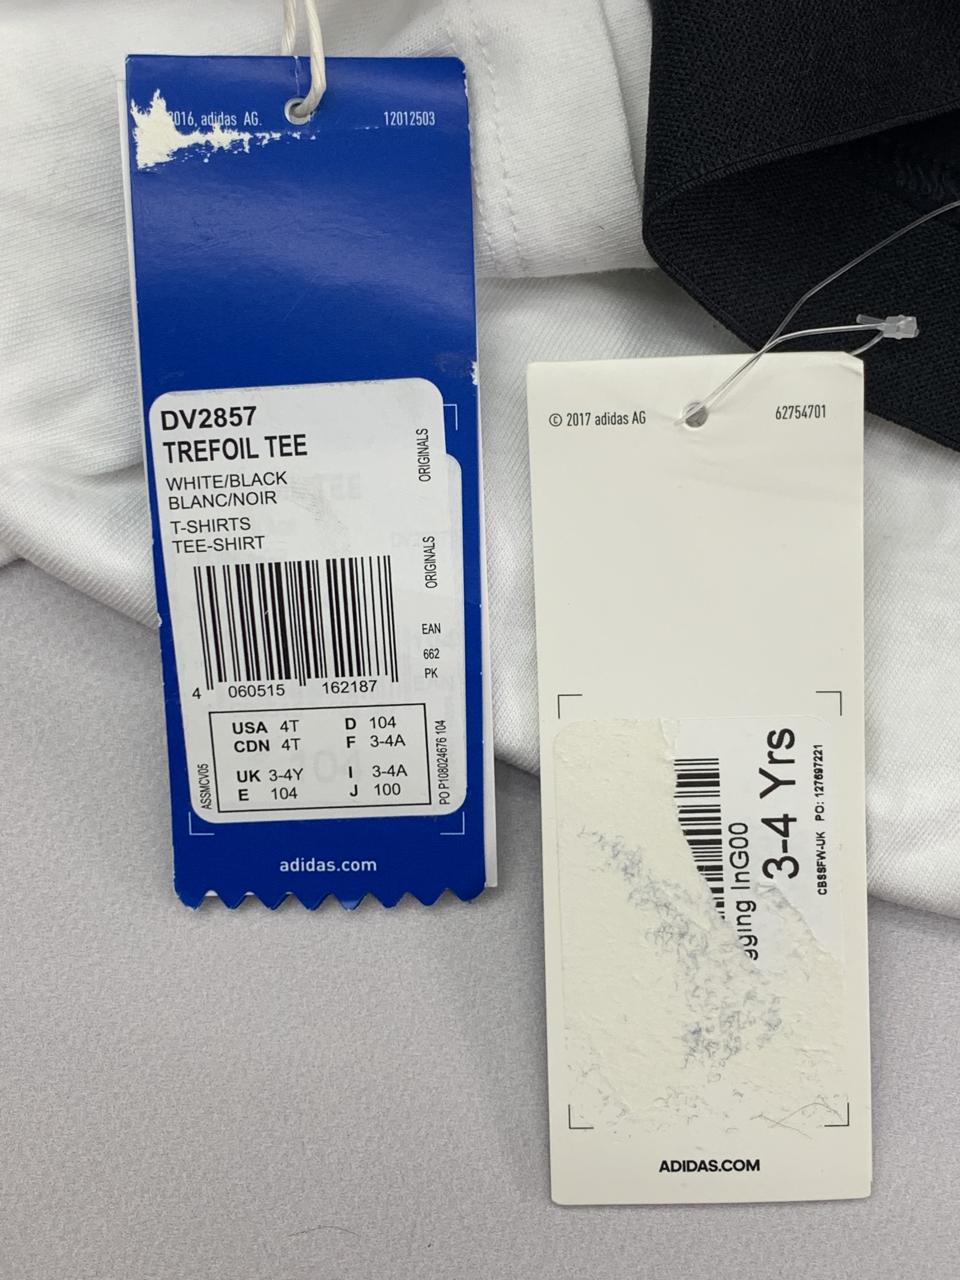 2016, adidas AG.
12012503
DV2857
TREFOIL TEE
WHITE/BLACK
BLANC/NOIR
T-SHIRTS
TEE-SHIRT
ORIGINALS
ORIGINALS
EAN
662
PK
4 060515 162187
USA 4T D 104
CDN 4T F 3-4A
UK 3-4Y I 3-4A
E 104 J 100
ASSMCV05
PO P108024676 104
adidas.com
© 2017 adidas AG
62754701
gging InG00
3-4 Yrs
CBSSFW-UK PO: 127697221
ADIDAS.COM